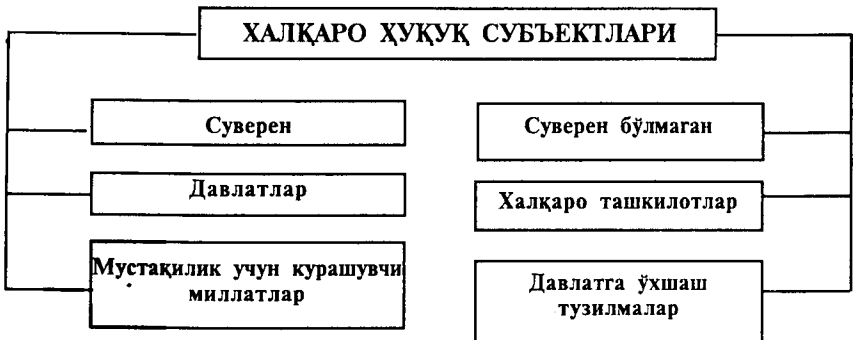 ХАЛҚАРО ҲУҚУҚ СУБЪЕКТЛАРИ
Суверен
Давлатлар
Мустақилик учун курашувчи
миллатлар
Суверен бўлмаган
Халқаро ташкилотлар
Давлатга ўхшаш
тузилмалар